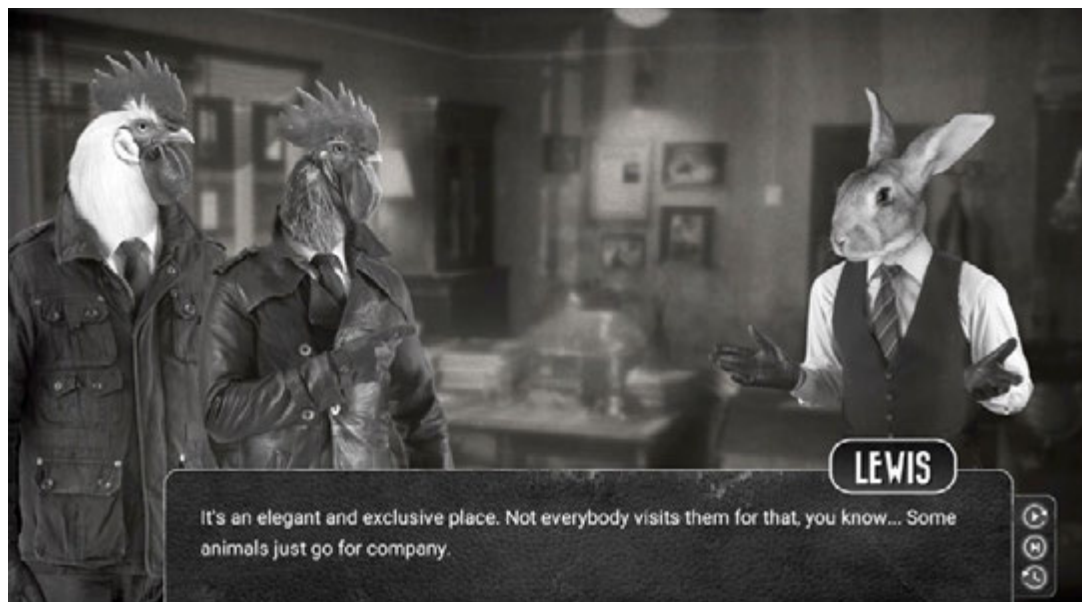 LEWIS
It's an elegant and exclusive place. Not everybody visits them for that, you know... Some
animals just go for company.